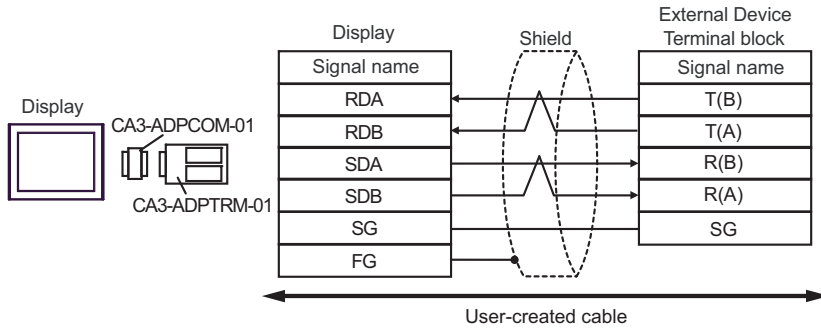 Display
Shield
External Device
Terminal block
Signal name
Signal name
RDA
T(B)
RDB
T(A)
SDA
R(B)
SDB
R(A)
SG
SG
FG
Display
CA3-ADPCOM-01
CA3-ADPTRM-01
User-created cable